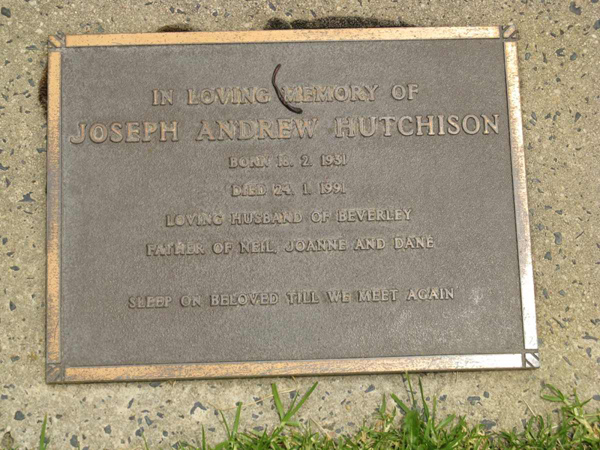 IN LOVING MEMORY OF
JOSEPH ANDREW HUTCHISON
BORN 18. 2. 1931
DIED 24. 1. 1991
LOVING HUSBAND OF BEVERLEY
FATHER OF NEIL, JOANNE AND DANE
SLEEP ON BELOVED TILL WE MEET AGAIN